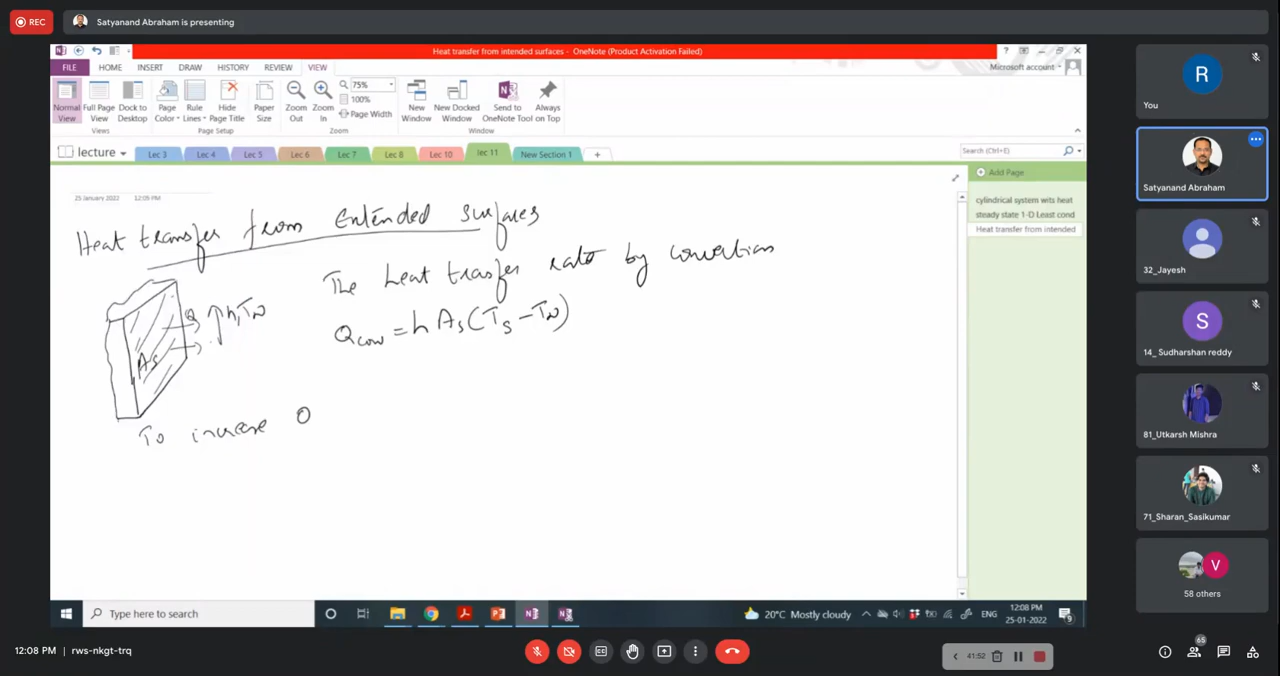 REC
Satyanand Abraham is presenting
Heat transfer from intended surfaces - OneNote (Product Activation Failed)
FILE HOME INSERT DRAW HISTORY REVIEW VIEW
Microsoft account
Normal View
Full Page View
Dock to Desktop
Page Color
Rule Lines
Hide Page Title
Paper Size
Zoom Out
Zoom In
75%
100%
Page Width
New Window
New Docked Window
Send to OneNote Tool
Always on Top
Views
Page Setup
Zoom
Window
lecture
Lec 3 Lec 4 Lec 5 Lec 6 Lec 7 Lec 8 Lec 10 lec 11 New Section 1 +
Search (Ctrl+E)
Add Page
cylindrical system wits heat
steady state 1-D Least cond
Heat transfer from intended
25 January 2022 12:05 PM
Heat transfer from Extended surfaces
The heat trasfer rate by
Q = h As (Ts - T∞)
Q h, T∞
As
To increase
R
You
Satyanand Abraham
32_Jayesh
S
14_ Sudharshan reddy
81_Utkarsh Mishra
71_Sharan_Sasikumar
V
58 others
Type here to search
20°C Mostly cloudy
ENG
12:08 PM
25-01-2022
9
12:08 PM | rws-nkgt-trq
41:52
65